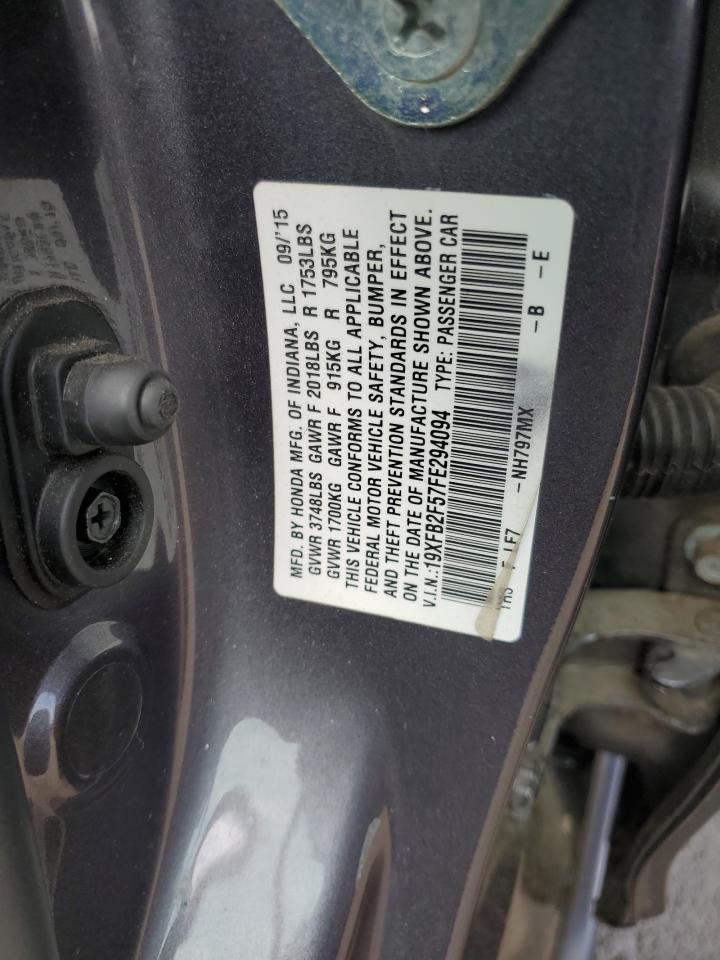 MFD. BY HONDA MFG. OF INDIANA, LLC 09/'15
GVWR 3748LBS GAWR F 2018LBS R 1753LBS
GVWR 1700KG GAWR F 915KG R 795KG
THIS VEHICLE CONFORMS TO ALL APPLICABLE
FEDERAL MOTOR VEHICLE SAFETY, BUMPER,
AND THEFT PREVENTION STANDARDS IN EFFECT
ON THE DATE OF MANUFACTURE SHOWN ABOVE.
V.I.N.:19XFB2F57FE294094 TYPE: PASSENGER CAR
TR3 LF7 -NH797MX -B -E